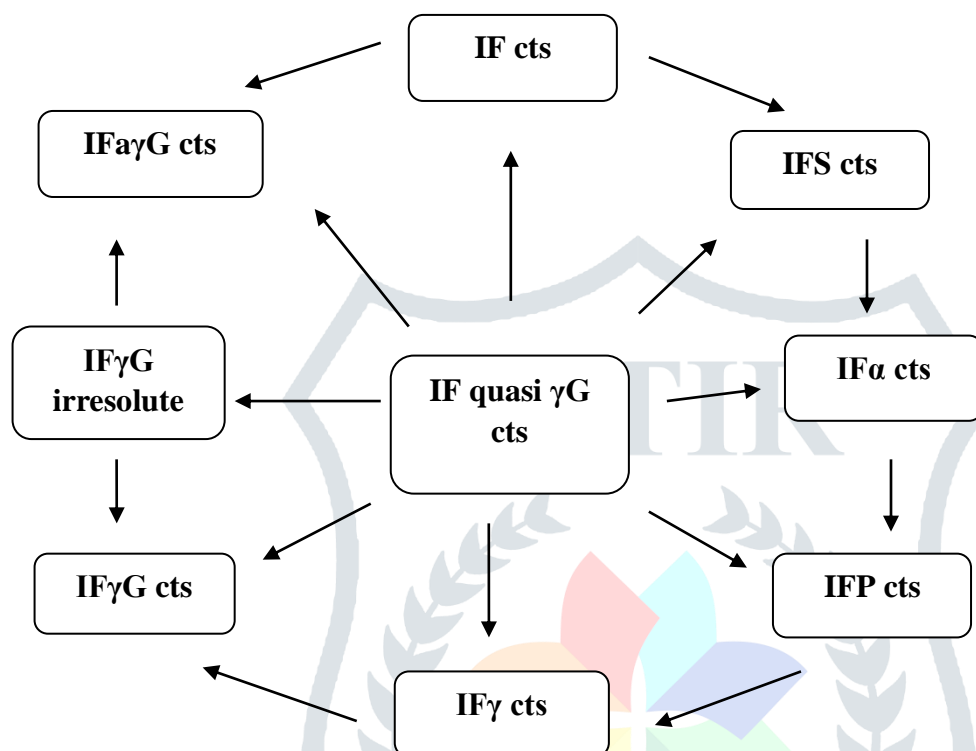 IF cts
IFaγG cts
IFS cts
IFγG
irresolute
IF quasi γG
cts
IFα cts
IFγG cts
IFP cts
IFγ cts